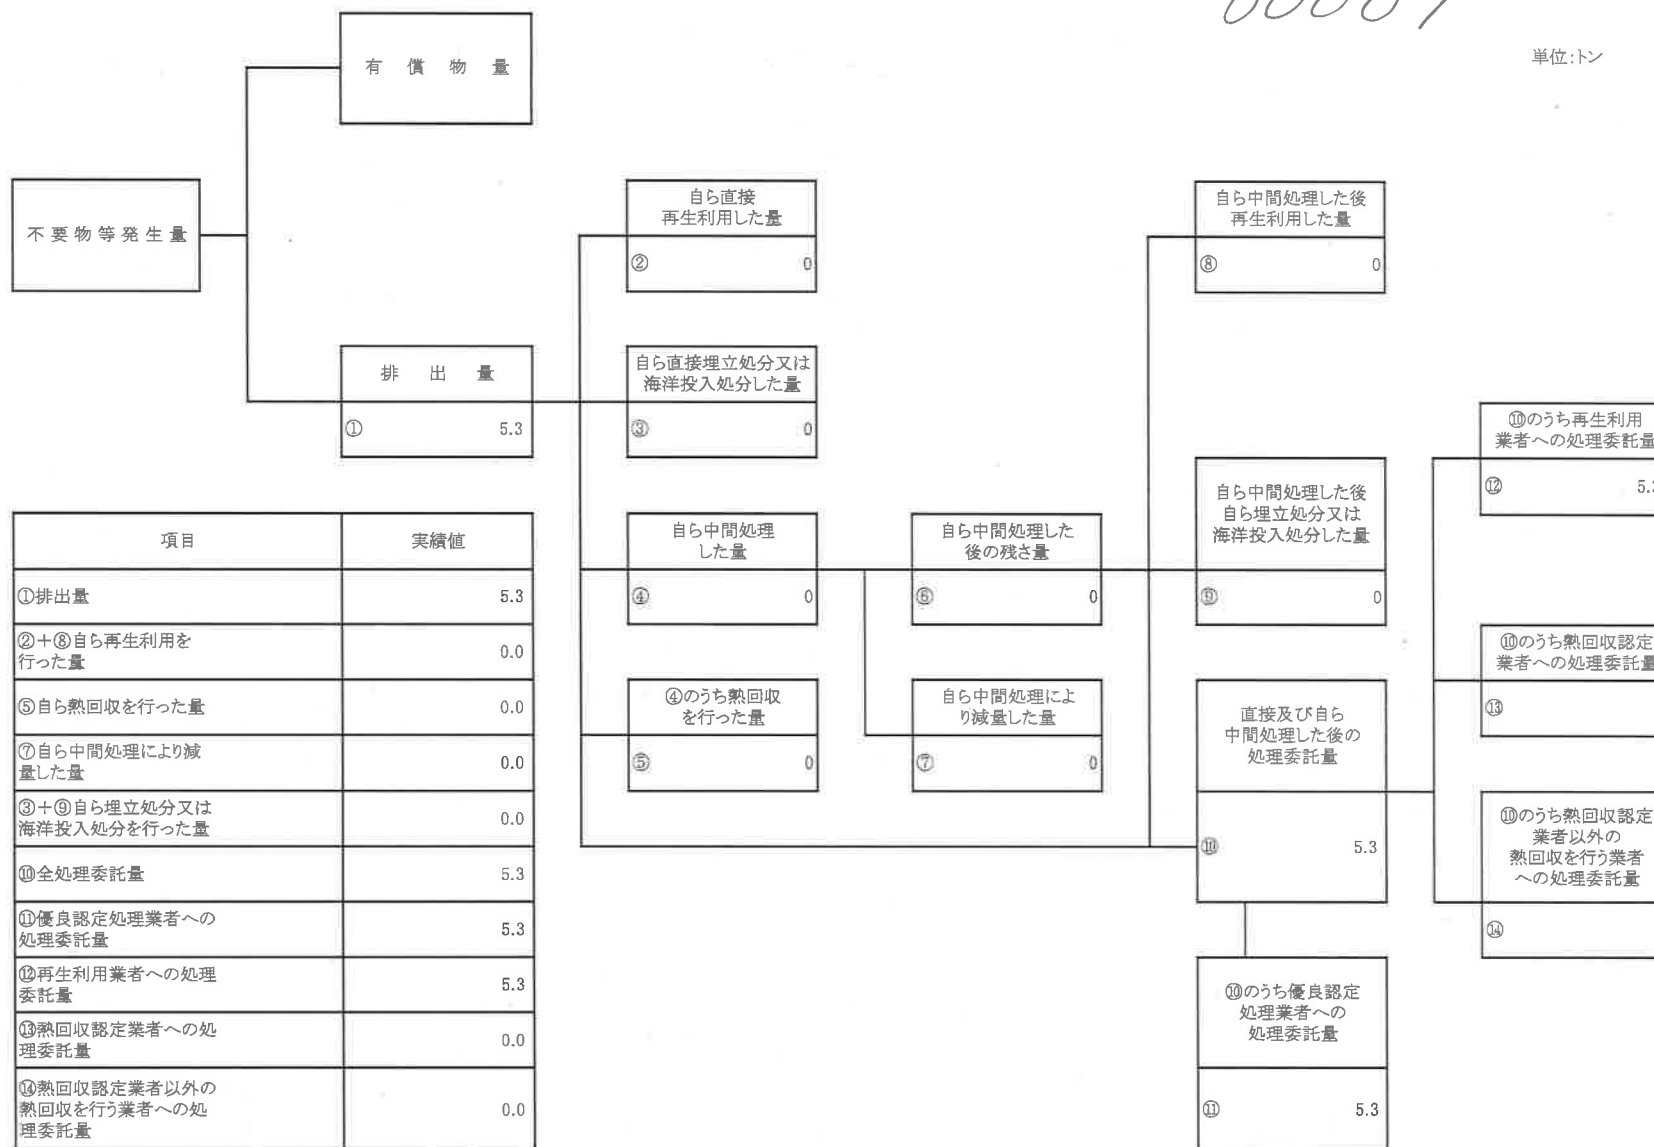 単位:トン
有償物量
不要物等発生量
自ら直接
再生利用した量
② 0
自ら中間処理した後
再生利用した量
⑧ 0
排出量
① 5.3
自ら直接埋立処分又は
海洋投入処分した量
③ 0
⑩のうち再生利用
業者への処理委託量
⑫
自ら中間処理した後
自ら埋立処分又は
海洋投入処分した量
⑨ 0
自ら中間処理
した量
④ 0
自ら中間処理した
後の残さ量
⑥ 0
⑩のうち熱回収認定
業者への処理委託量
⑬
④のうち熱回収
を行った量
⑤ 0
自ら中間処理によ
り減量した量
⑦ 0
直接及び自ら
中間処理した後の
処理委託量
⑩ 5.3
⑩のうち熱回収認定
業者以外の
熱回収を行う業者
への処理委託量
⑭
⑩のうち優良認定
処理業者への
処理委託量
⑪ 5.3
項目 実績値
①排出量 5.3
②+⑧自ら再生利用を
行った量 0.0
⑤自ら熱回収を行った量 0.0
⑦自ら中間処理により減
量した量 0.0
③+⑨自ら埋立処分又は
海洋投入処分を行った量 0.0
⑩全処理委託量 5.3
⑪優良認定処理業者への
処理委託量 5.3
⑫再生利用業者への処理
委託量 5.3
⑬熱回収認定業者への処
理委託量 0.0
⑭熱回収認定業者以外の
熱回収を行う業者への処
理委託量 0.0